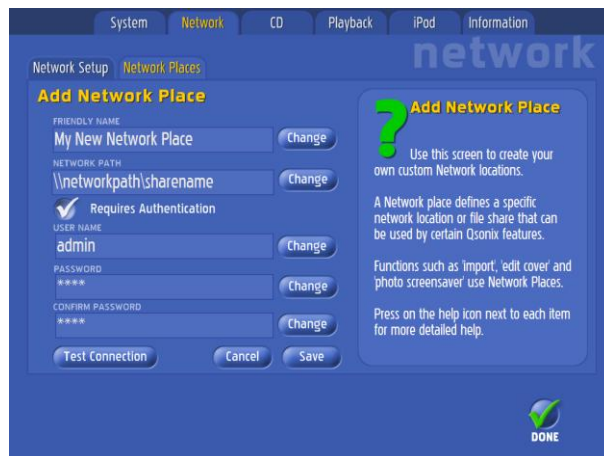 System Network CD Playback iPod Information
network
Network Setup Network Places
Add Network Place
FRIENDLY NAME
My New Network Place Change
NETWORK PATH
\\networkpath\sharename Change
Requires Authentication
USER NAME
admin Change
PASSWORD
**** Change
CONFIRM PASSWORD
**** Change
Test Connection Cancel Save
Add Network Place
Use this screen to create your
own custom Network locations.
A Network place defines a specific
network location or file share that can
be used by certain Qsonix features.
Functions such as 'import', 'edit cover' and
'photo screensaver' use Network Places.
Press on the help icon next to each item
for more detailed help.
DONE